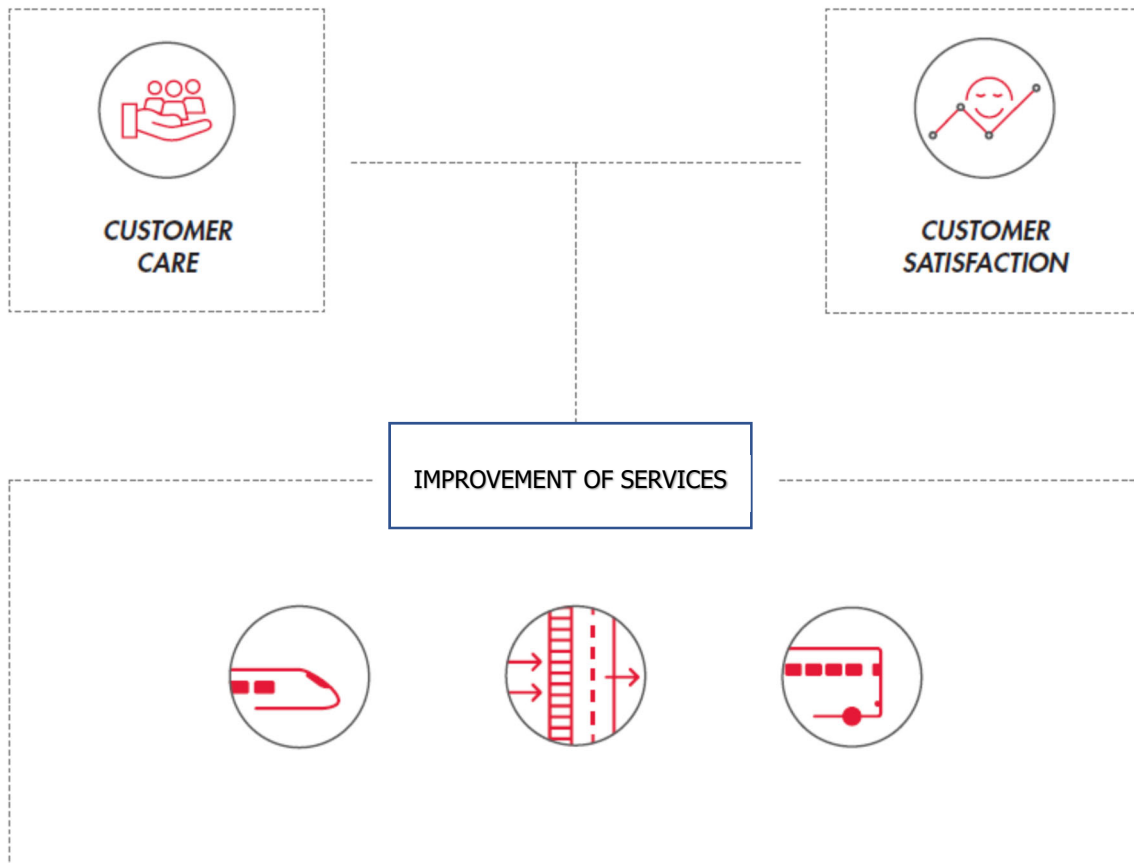 CUSTOMER
CARE
CUSTOMER
SATISFACTION
IMPROVEMENT OF SERVICES